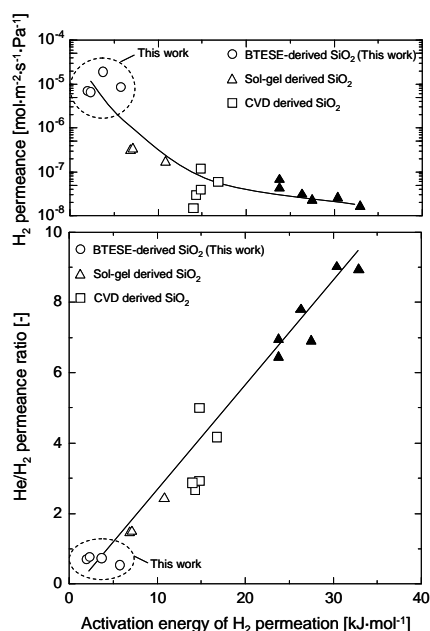 10⁻⁴
10⁻⁵
10⁻⁶
10⁻⁷
10⁻⁸
H₂ permeance [mol·m⁻²·s⁻¹·Pa⁻¹]
This work
BTESE-derived SiO₂ (This work)
Sol-gel derived SiO₂
CVD derived SiO₂
10
8
6
4
2
0
He/H₂ permeance ratio [-]
BTESE-derived SiO₂ (This work)
Sol-gel derived SiO₂
CVD derived SiO₂
This work
0 10 20 30 40
Activation energy of H₂ permeation [kJ·mol⁻¹]